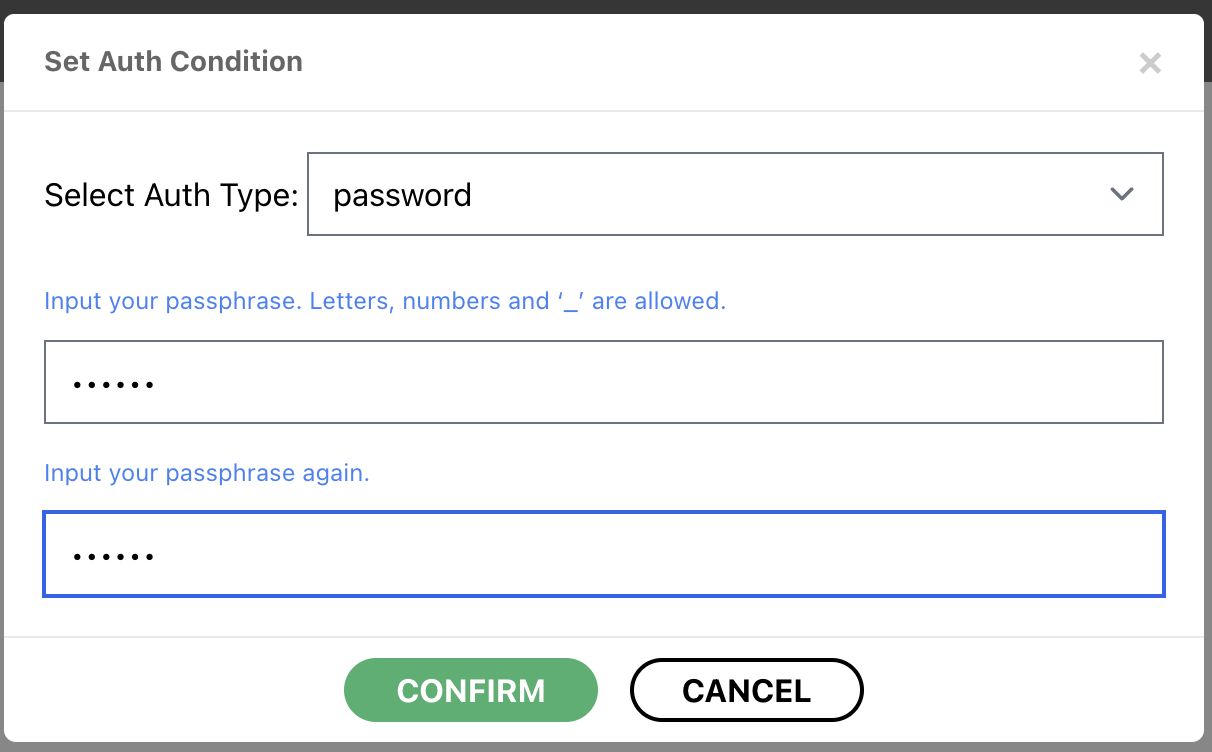 Set Auth Condition
×
Select Auth Type: password
Input your passphrase. Letters, numbers and ‘_’ are allowed.
••••••
Input your passphrase again.
••••••
CONFIRM CANCEL